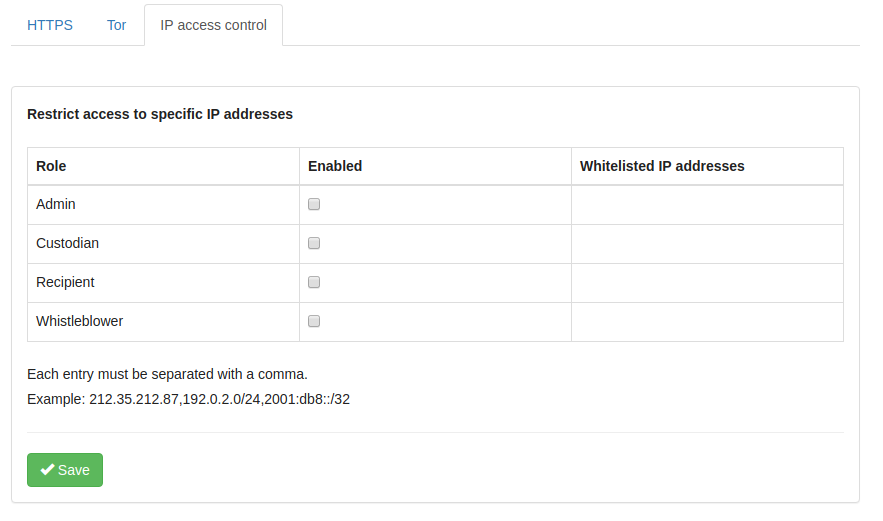 HTTPS Tor IP access control
Restrict access to specific IP addresses
Role Enabled Whitelisted IP addresses
Admin
Custodian
Recipient
Whistleblower
Each entry must be separated with a comma.
Example: 212.35.212.87,192.0.2.0/24,2001:db8::/32
Save